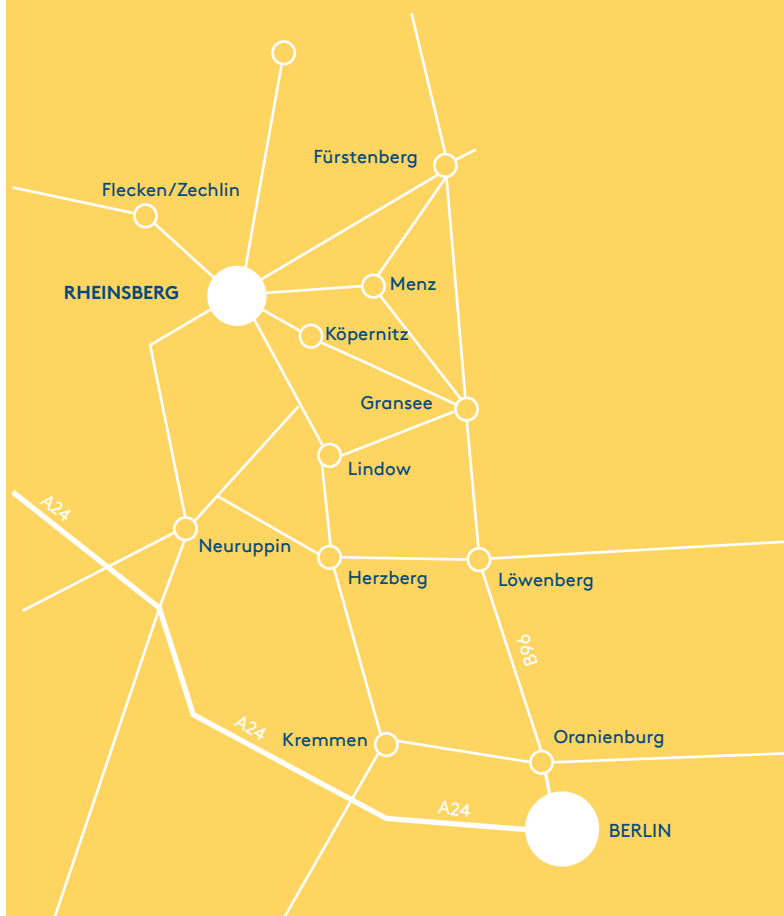 Fürstenberg
Flecken/Zechlin
RHEINSBERG
Menz
Köpernitz
Gransee
Lindow
A24
Neuruppin
Herzberg
Löwenberg
B96
A24
Kremmen
Oranienburg
A24
BERLIN